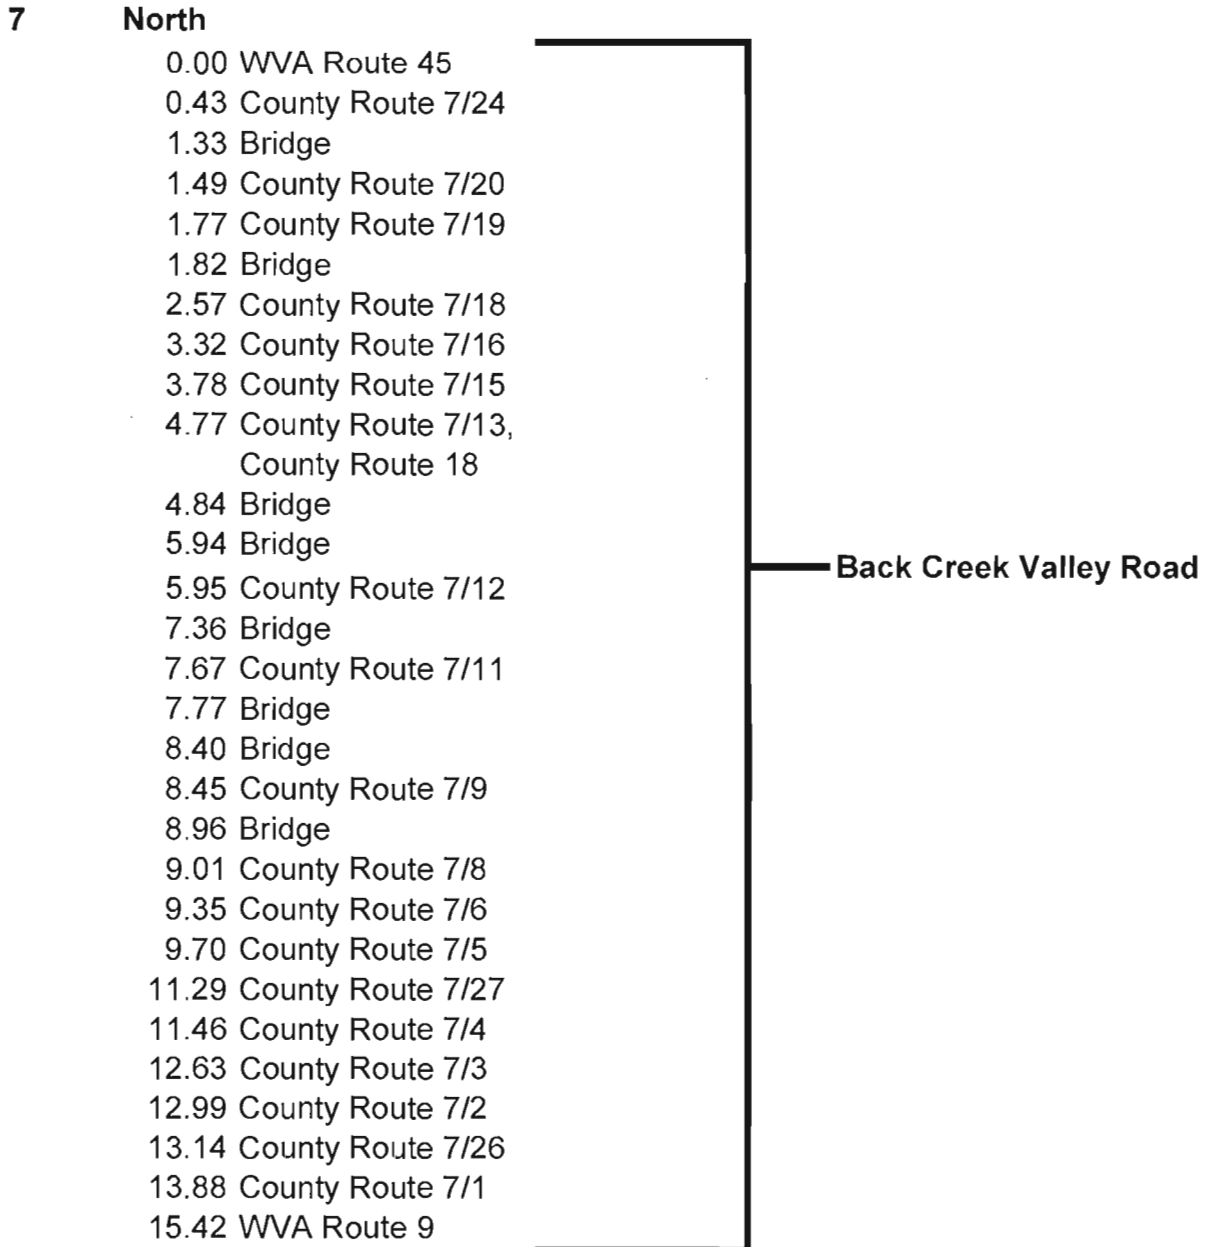 7 North
0.00 WVA Route 45
0.43 County Route 7/24
1.33 Bridge
1.49 County Route 7/20
1.77 County Route 7/19
1.82 Bridge
2.57 County Route 7/18
3.32 County Route 7/16
3.78 County Route 7/15
4.77 County Route 7/13,
County Route 18
4.84 Bridge
5.94 Bridge
Back Creek Valley Road
5.95 County Route 7/12
7.36 Bridge
7.67 County Route 7/11
7.77 Bridge
8.40 Bridge
8.45 County Route 7/9
8.96 Bridge
9.01 County Route 7/8
9.35 County Route 7/6
9.70 County Route 7/5
11.29 County Route 7/27
11.46 County Route 7/4
12.63 County Route 7/3
12.99 County Route 7/2
13.14 County Route 7/26
13.88 County Route 7/1
15.42 WVA Route 9